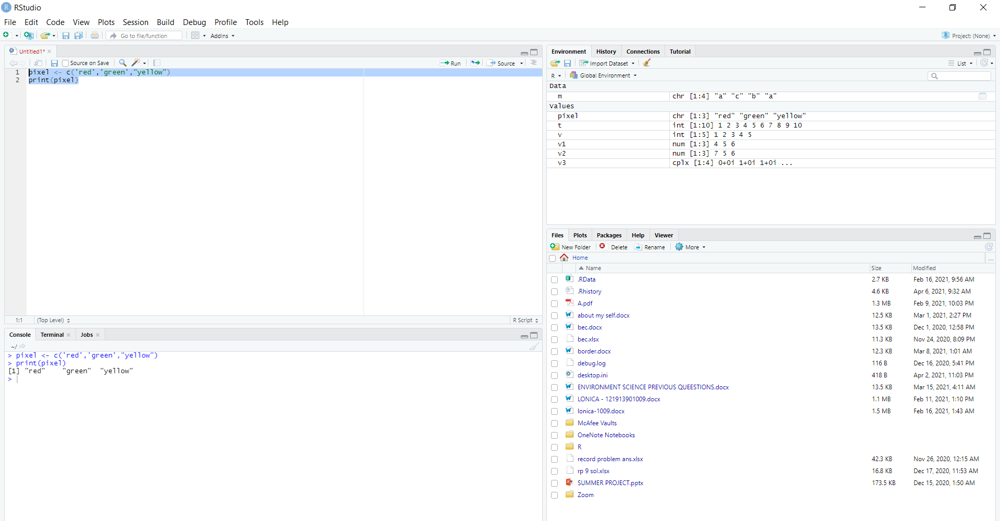 RStudio
File Edit Code View Plots Session Build Debug Profile Tools Help
Go to file/function Addins Project: (None)
Untitled1*
Source on Save Run Source
1 pixel <- c('red','green',"yellow")
2 print(pixel)
1:1 (Top Level) R Script
Console Terminal Jobs
~/
> pixel <- c('red','green',"yellow")
> print(pixel)
[1] "red"    "green"  "yellow"
>
Environment History Connections Tutorial
Import Dataset List
R Global Environment
Data
m chr [1:4] "a" "c" "b" "a"
Values
pixel chr [1:3] "red" "green" "yellow"
t int [1:10] 1 2 3 4 5 6 7 8 9 10
v int [1:5] 1 2 3 4 5
v1 num [1:3] 4 5 6
v2 num [1:3] 7 5 6
v3 cplx [1:4] 0+0i 1+0i 1+0i ...
Files Plots Packages Help Viewer
New Folder Delete Rename More
Home ...
Name Size Modified
.RData 2.7 KB Feb 16, 2021, 9:56 AM
.Rhistory 4.6 KB Apr 6, 2021, 9:32 AM
A.pdf 1.3 MB Feb 9, 2021, 10:03 PM
about my self.docx 12.5 KB Mar 1, 2021, 2:27 PM
bec.docx 13.5 KB Dec 1, 2020, 12:58 PM
bec.xlsx 11.3 KB Nov 24, 2020, 8:09 PM
border.docx 12.3 KB Mar 8, 2021, 1:01 AM
debug.log 116 B Dec 16, 2020, 5:41 PM
desktop.ini 418 B Apr 2, 2021, 11:03 PM
ENVIRONMENT SCIENCE PREVIOUS QUEESTIONS.docx 13.5 KB Mar 15, 2021, 4:11 AM
LONICA - 121913901009.docx 1.1 MB Feb 11, 2021, 1:10 PM
lonica-1009.docx 1.5 MB Feb 16, 2021, 1:43 AM
McAfee Vaults
OneNote Notebooks
R
record problem ans.xlsx 42.3 KB Nov 26, 2020, 12:15 AM
rp 9 sol.xlsx 16.8 KB Dec 17, 2020, 11:53 AM
SUMMER PROJECT.pptx 173.5 KB Dec 15, 2020, 1:50 AM
Zoom